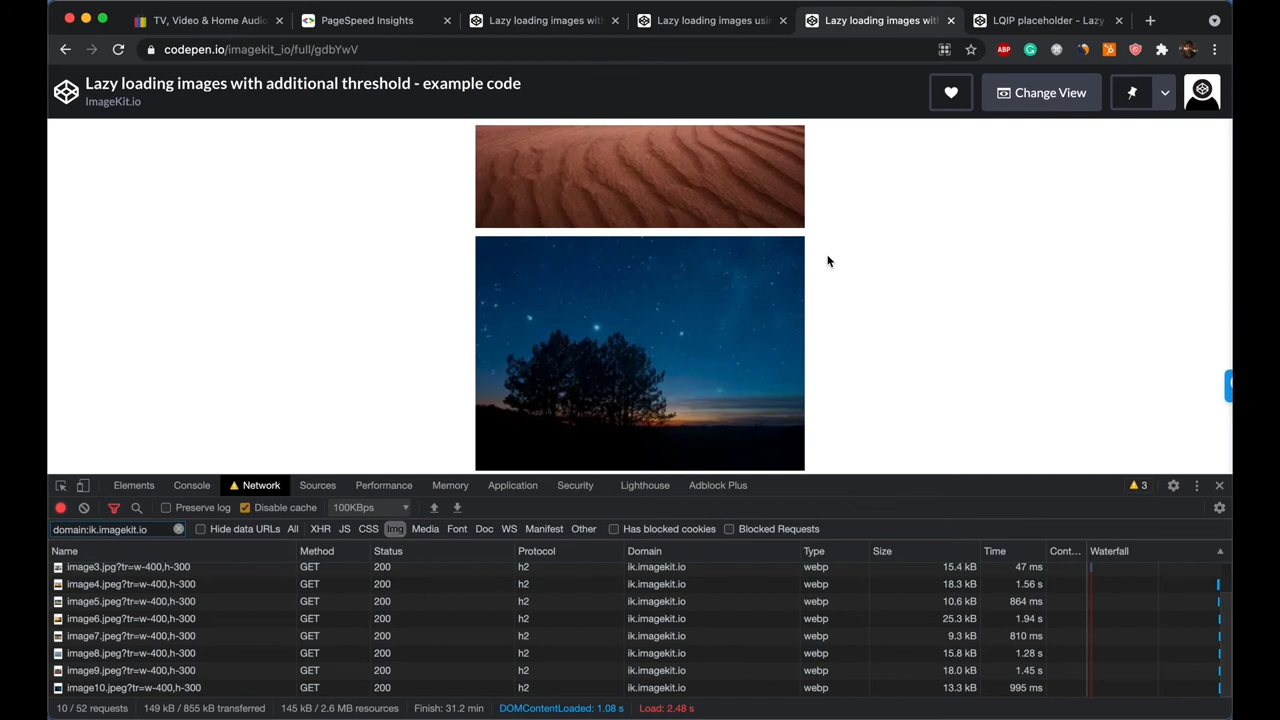 TV, Video & Home Audio
PageSpeed Insights
Lazy loading images with
Lazy loading images usin
Lazy loading images with
LQIP placeholder - Lazy
codepen.io/imagekit_io/full/gdbYwV
ABP
Lazy loading images with additional threshold - example code
ImageKit.io
Change View
Elements Console Network Sources Performance Memory Application Security Lighthouse Adblock Plus 3
Preserve log Disable cache 100KBps
domain:ik.imagekit.io Hide data URLs All XHR JS CSS Img Media Font Doc WS Manifest Other Has blocked cookies Blocked Requests
Name Method Status Protocol Domain Type Size Time Cont... Waterfall
image3.jpg?tr=w-400,h-300 GET 200 h2 ik.imagekit.io webp 15.4 kB 47 ms
image4.jpeg?tr=w-400,h-300 GET 200 h2 ik.imagekit.io webp 18.3 kB 1.56 s
image5.jpeg?tr=w-400,h-300 GET 200 h2 ik.imagekit.io webp 10.6 kB 864 ms
image6.jpeg?tr=w-400,h-300 GET 200 h2 ik.imagekit.io webp 25.3 kB 1.94 s
image7.jpeg?tr=w-400,h-300 GET 200 h2 ik.imagekit.io webp 9.3 kB 810 ms
image8.jpeg?tr=w-400,h-300 GET 200 h2 ik.imagekit.io webp 15.8 kB 1.28 s
image9.jpeg?tr=w-400,h-300 GET 200 h2 ik.imagekit.io webp 18.0 kB 1.45 s
image10.jpeg?tr=w-400,h-300 GET 200 h2 ik.imagekit.io webp 13.3 kB 995 ms
10 / 52 requests 149 kB / 855 kB transferred 145 kB / 2.6 MB resources Finish: 31.2 min DOMContentLoaded: 1.08 s Load: 2.48 s